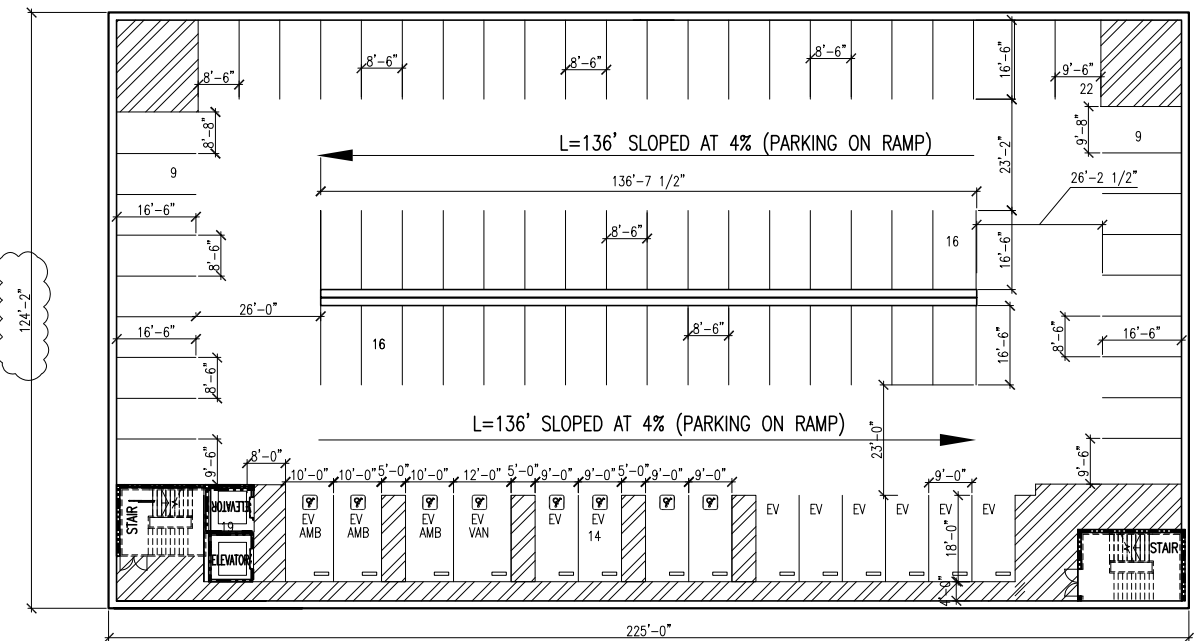 8'-6"
8'-6"
8'-6"
8'-6"
16'-6"
9'-6"
22
8'-8"
9'-8"
9
9
L=136' SLOPED AT 4% (PARKING ON RAMP)
23'-2"
136'-7 1/2"
26'-2 1/2"
16'-6"
8'-6"
8'-6"
16
16'-6"
124'-2"
26'-0"
16'-6"
16
8'-6"
16'-6"
8'-6"
16'-6"
8'-6"
L=136' SLOPED AT 4% (PARKING ON RAMP)
23'-0"
9'-6"
9'-6"
8'-0"
10'-0"
10'-0"
5'-0"
10'-0"
12'-0"
5'-0"
9'-0"
9'-0"
5'-0"
9'-0"
9'-0"
9'-0"
STAIR
ELEVATOR
19
EV
AMB
EV
AMB
EV
AMB
EV
VAN
EV
EV
14
EV
EV
EV
EV
EV
EV
18'-0"
ELEVATOR
STAIR
4'-0"
225'-0"